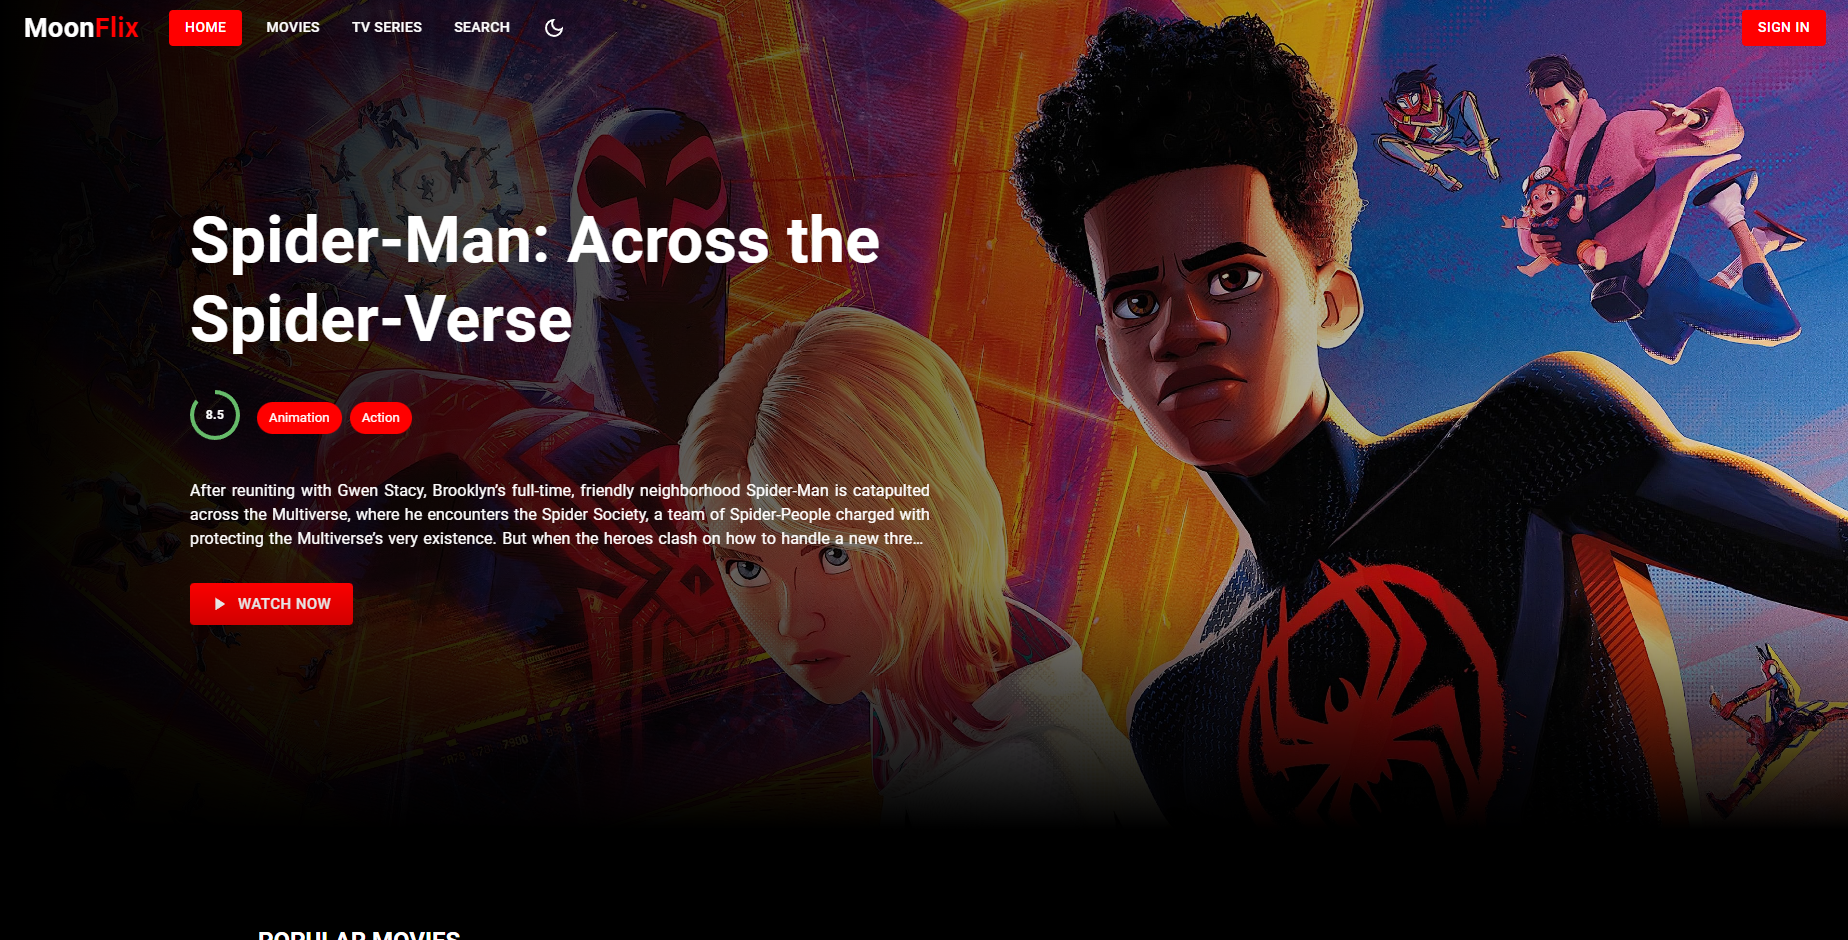 MoonFlix
HOME
MOVIES
TV SERIES
SEARCH
SIGN IN
Spider-Man: Across the
Spider-Verse
8.5
Animation
Action
After reuniting with Gwen Stacy, Brooklyn’s full-time, friendly neighborhood Spider-Man is catapulted
across the Multiverse, where he encounters the Spider Society, a team of Spider-People charged with
protecting the Multiverse’s very existence. But when the heroes clash on how to handle a new thre...
WATCH NOW
POPULAR MOVIES